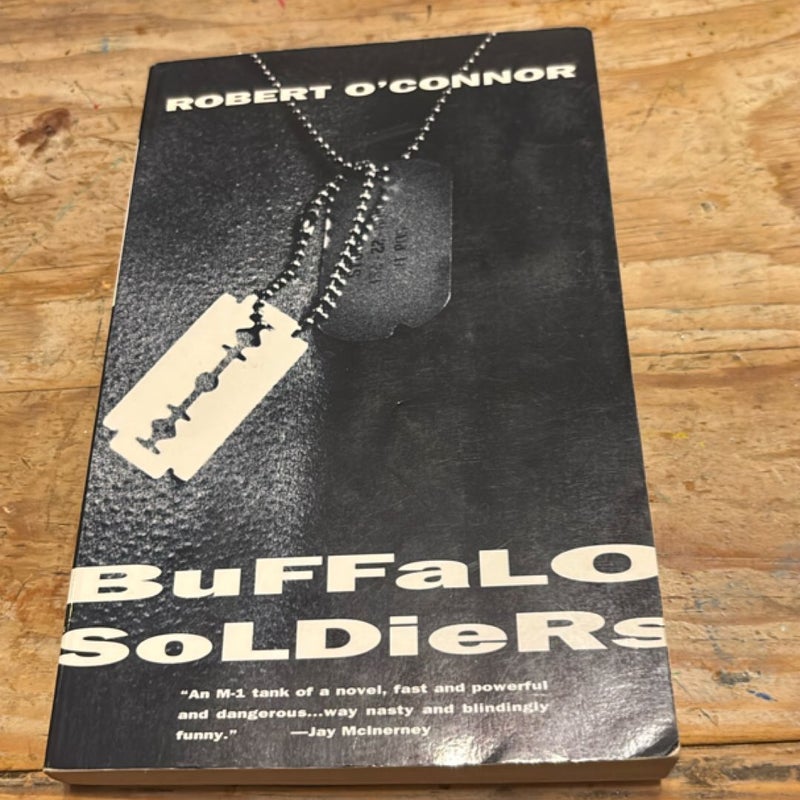 ROBERT O'CONNOR
BuFFaLO
SoLDieRs
"An M-1 tank of a novel, fast and powerful
and dangerous...way nasty and blindingly
funny." —Jay McInerney